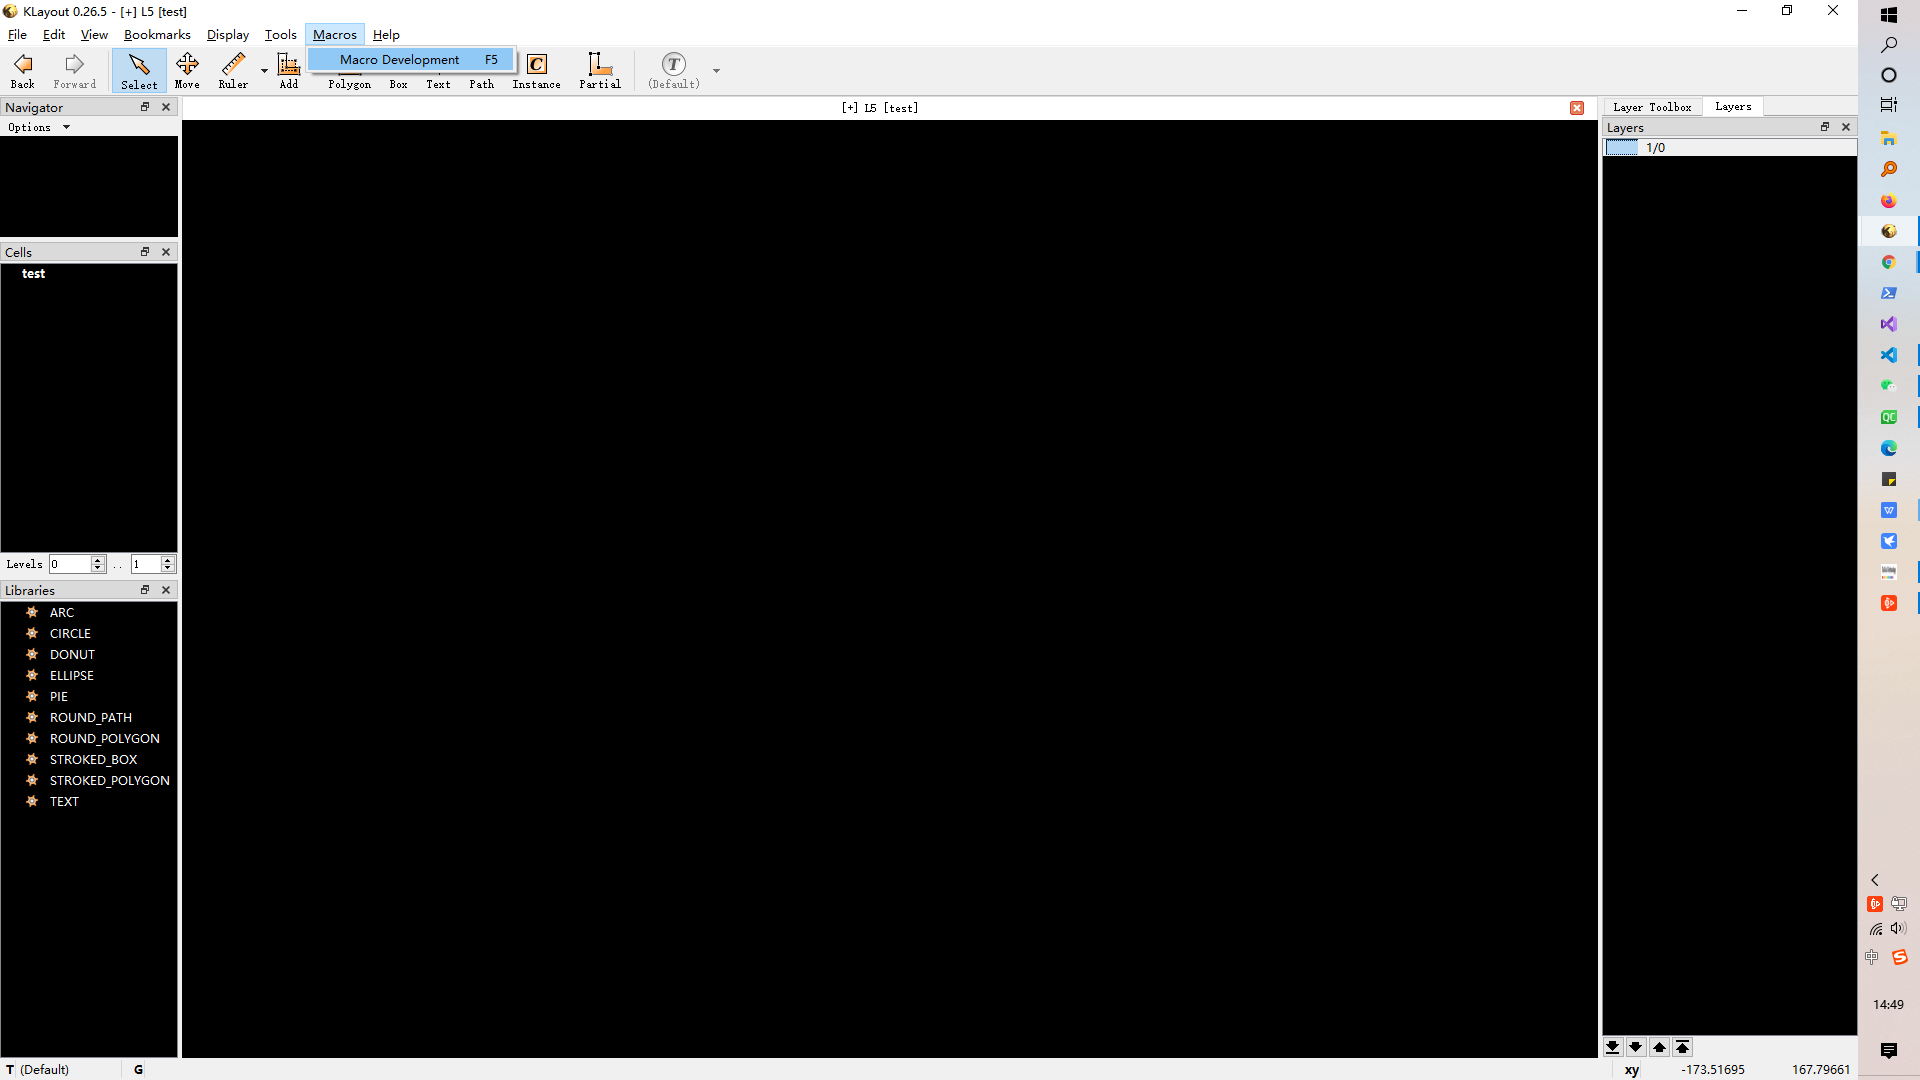 KLayout 0.26.5 - [+] L5 [test]
File Edit View Bookmarks Display Tools Macros Help
Macro Development F5
Back Forward Select Move Ruler Add Polygon Box Text Path Instance Partial (Default)
Navigator
Options
[+] L5 [test]
Layer Toolbox Layers
Layers
1/0
Cells
test
Levels 0 .. 1
Libraries
ARC
CIRCLE
DONUT
ELLIPSE
PIE
ROUND_PATH
ROUND_POLYGON
STROKED_BOX
STROKED_POLYGON
TEXT
中
14:49
T (Default) G xy -173.51695 167.79661